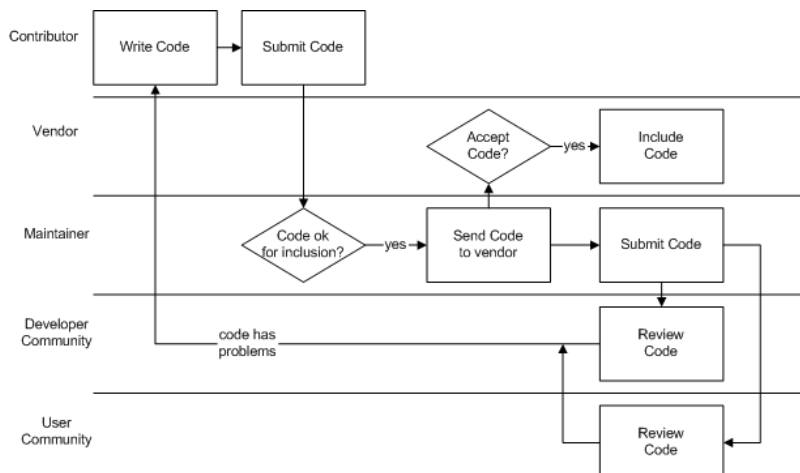 Contributor
Write Code
Submit Code
Vendor
Accept
Code?
yes
Include
Code
Maintainer
Code ok
for inclusion?
yes
Send Code
to vendor
Submit Code
Developer
Community
code has
problems
Review
Code
User
Community
Review
Code